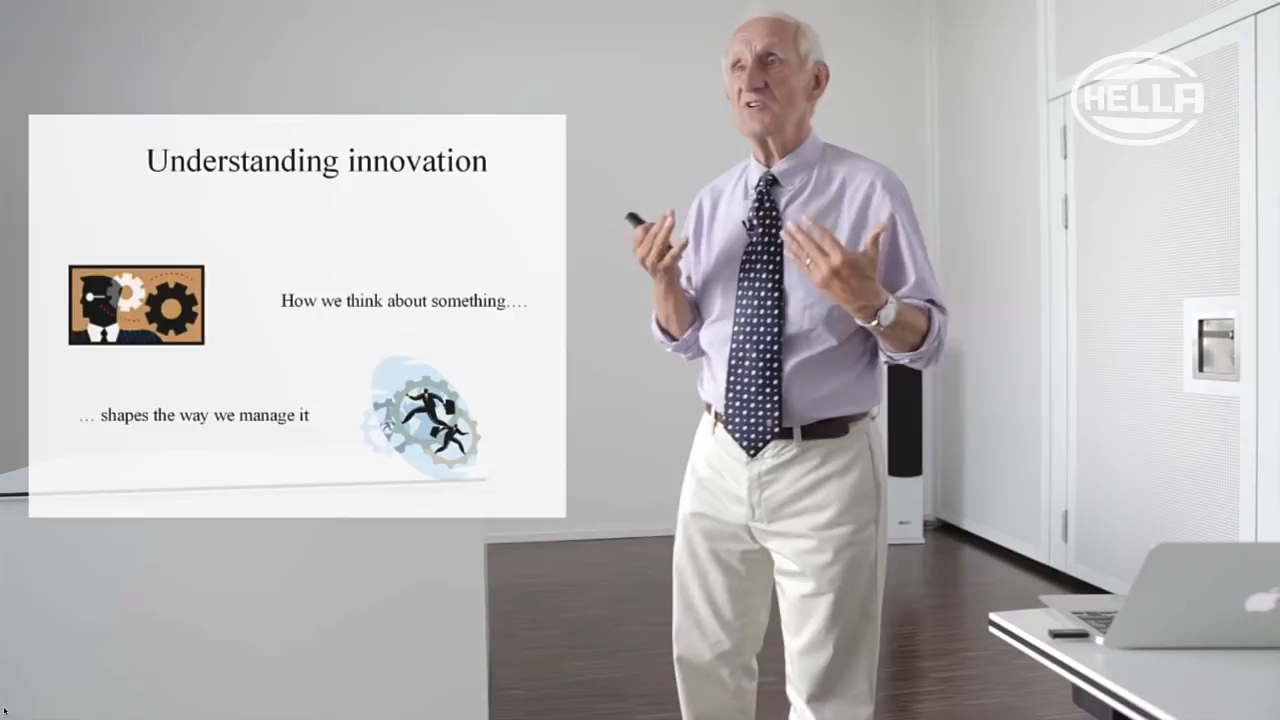 Understanding innovation
How we think about something….
… shapes the way we manage it
HELLA